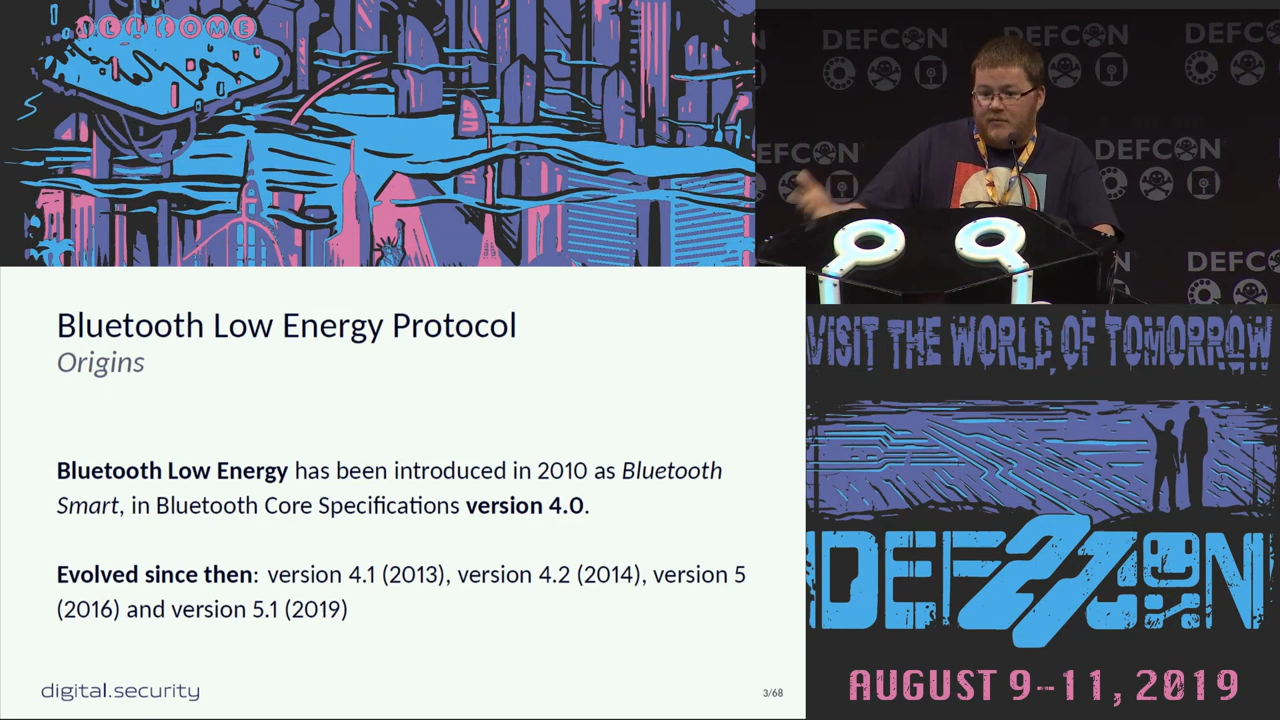 WELCOME
DEFCON
DEFCON
DEFCON
DEFCON
DEFC
VISIT THE WORLD OF TOMORROW
Bluetooth Low Energy Protocol
Origins
Bluetooth Low Energy has been introduced in 2010 as Bluetooth
Smart, in Bluetooth Core Specifications version 4.0.
Evolved since then: version 4.1 (2013), version 4.2 (2014), version 5
(2016) and version 5.1 (2019)
digital.security
3/68
DEF27CON
AUGUST 9-11, 2019